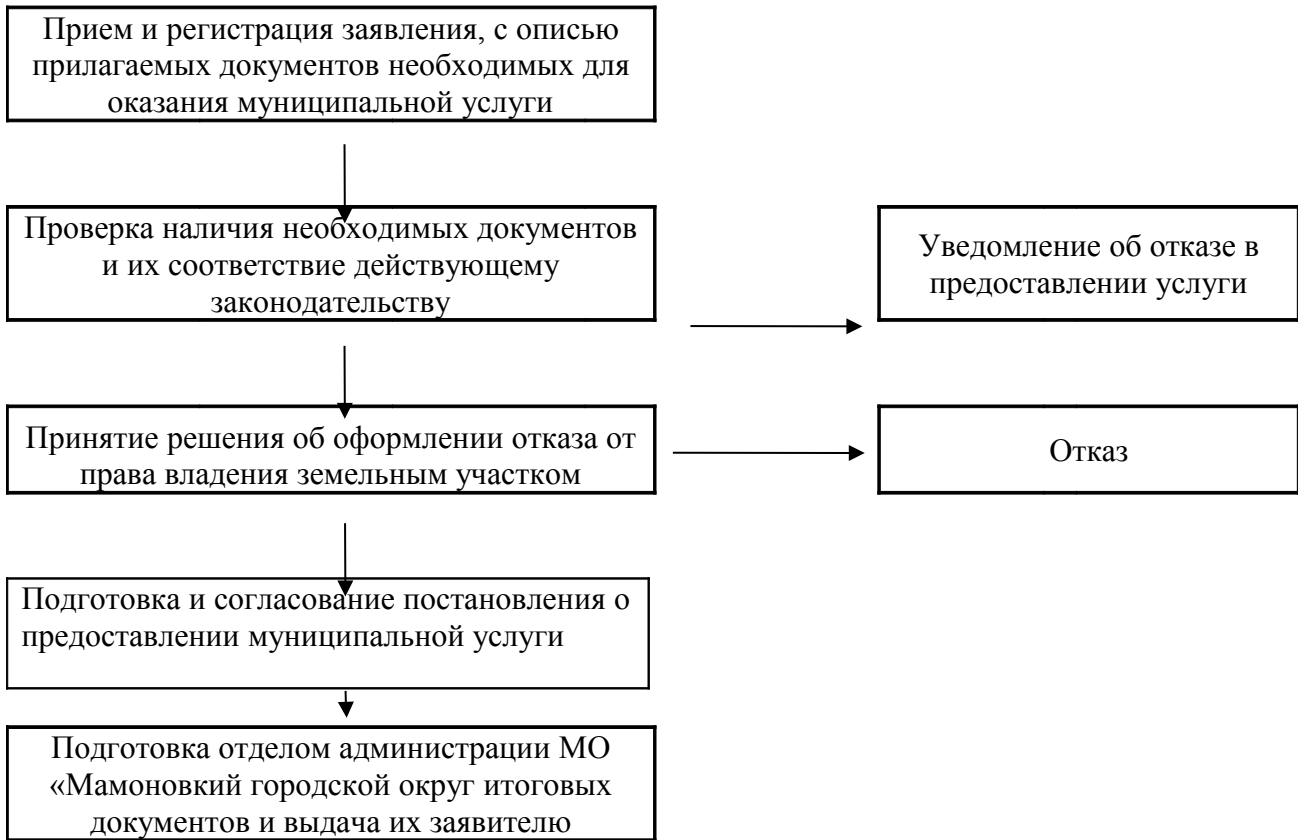 Прием и регистрация заявления, с описью
прилагаемых документов необходимых для
оказания муниципальной услуги
Проверка наличия необходимых документов
и их соответствие действующему
законодательству
Уведомление об отказе в
предоставлении услуги
Принятие решения об оформлении отказа от
права владения земельным участком
Отказ
Подготовка и согласование постановления о
предоставлении муниципальной услуги
Подготовка отделом администрации МО
«Мамоновкий городской округ итоговых
документов и выдача их заявителю